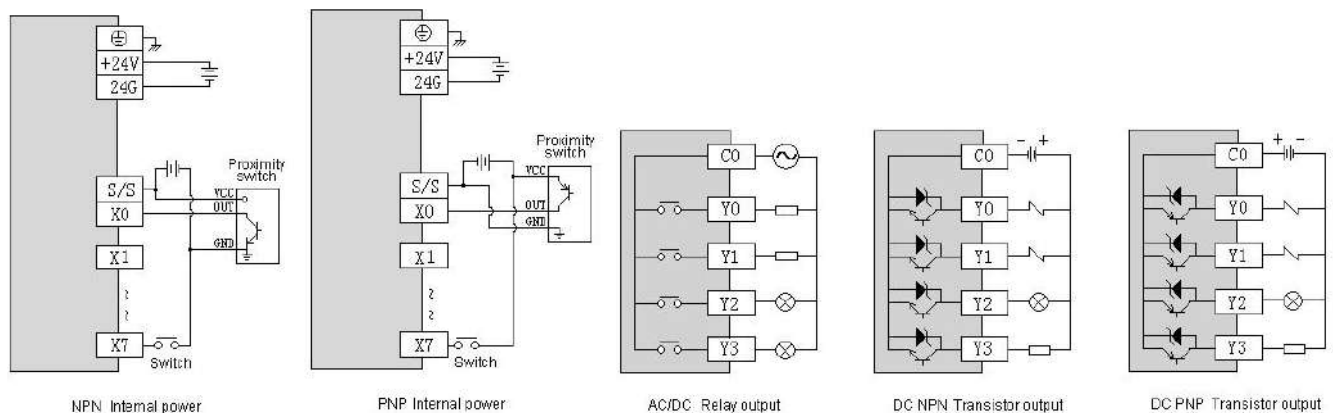 +24V
24G
Proximity
switch
S/S
VCC
X0
OUT
GND
X1
X7
Switch
NPN Internal power
+24V
24G
Proximity
switch
VCC
S/S
X0
OUT
GND
X1
X7
Switch
PNP Internal power
C0
Y0
Y1
Y2
Y3
AC/DC Relay output
- +
C0
Y0
Y1
Y2
Y3
DC NPN Transistor output
+ -
C0
Y0
Y1
Y2
Y3
DC PNP Transistor output